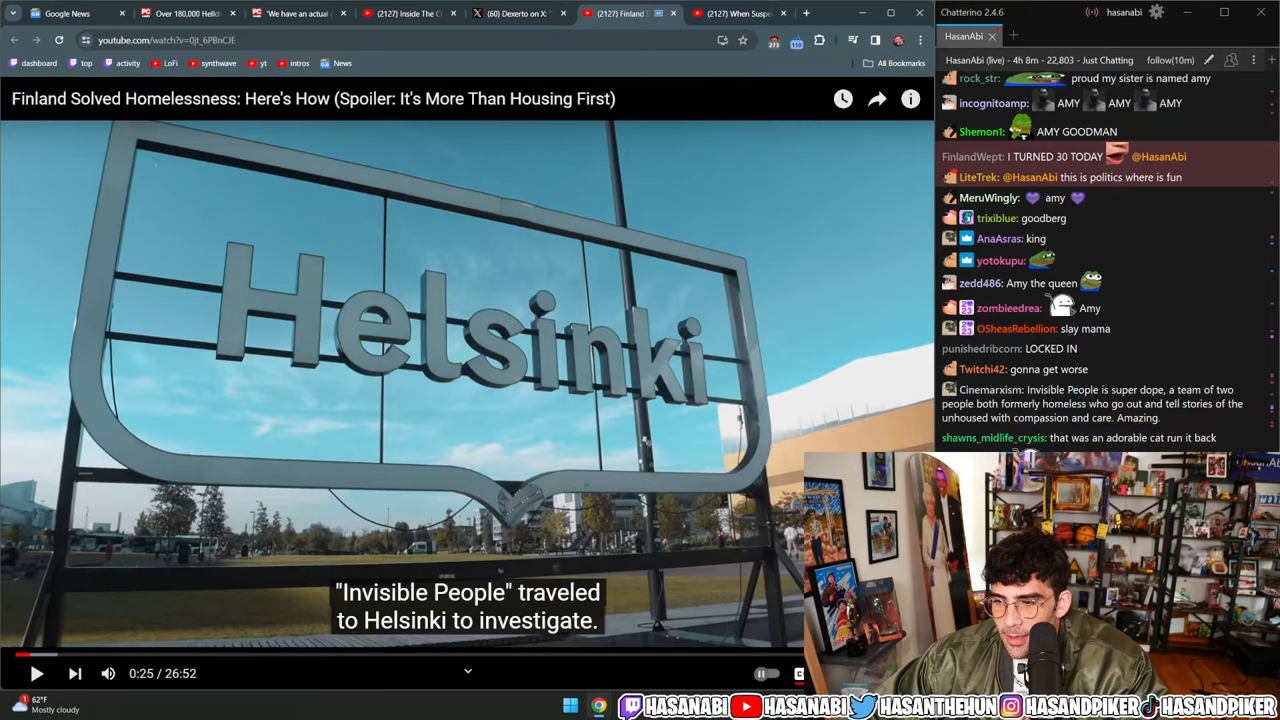 Google News
Over 180,000 Helldi
"We have an actual
(2127) Inside The C
(60) Dexerto on X: "
(2127) Finland S
(2127) When Suspe
youtube.com/watch?v=0jt_6PBnCJE
273
110
dashboard
top
activity
LoFi
synthwave
yt
intros
News
All Bookmarks
Finland Solved Homelessness: Here's How (Spoiler: It's More Than Housing First)
Helsinki
"Invisible People" traveled
to Helsinki to investigate.
0:25 / 26:52
Chatterino 2.4.6
hasanabi
HasanAbi
HasanAbi (live) - 4h 8m - 22,803 - Just Chatting
follow(10m)
rock_str: proud my sister is named amy
incognitoamp: AMY AMY AMY
Shemon1: AMY GOODMAN
FinlandWept: I TURNED 30 TODAY @HasanAbi
LiteTrek: @HasanAbi this is politics where is fun
MeruWingly: amy
trixiblue: goodberg
AnaAsras: king
yotokupu:
zedd486: Amy the queen
zombieedrea: Amy
OSheasRebellion: slay mama
punishedribcorn: LOCKED IN
Twitchi42: gonna get worse
Cinemarxism: Invisible People is super dope, a team of two
people both formerly homeless who go out and tell stories of the
unhoused with compassion and care. Amazing.
shawns_midlife_crysis: that was an adorable cat run it back
1
62°F
Mostly cloudy
HASANABI
HASANABI
HASANTHEHUN
HASANDPIKER
HASANDPIKER